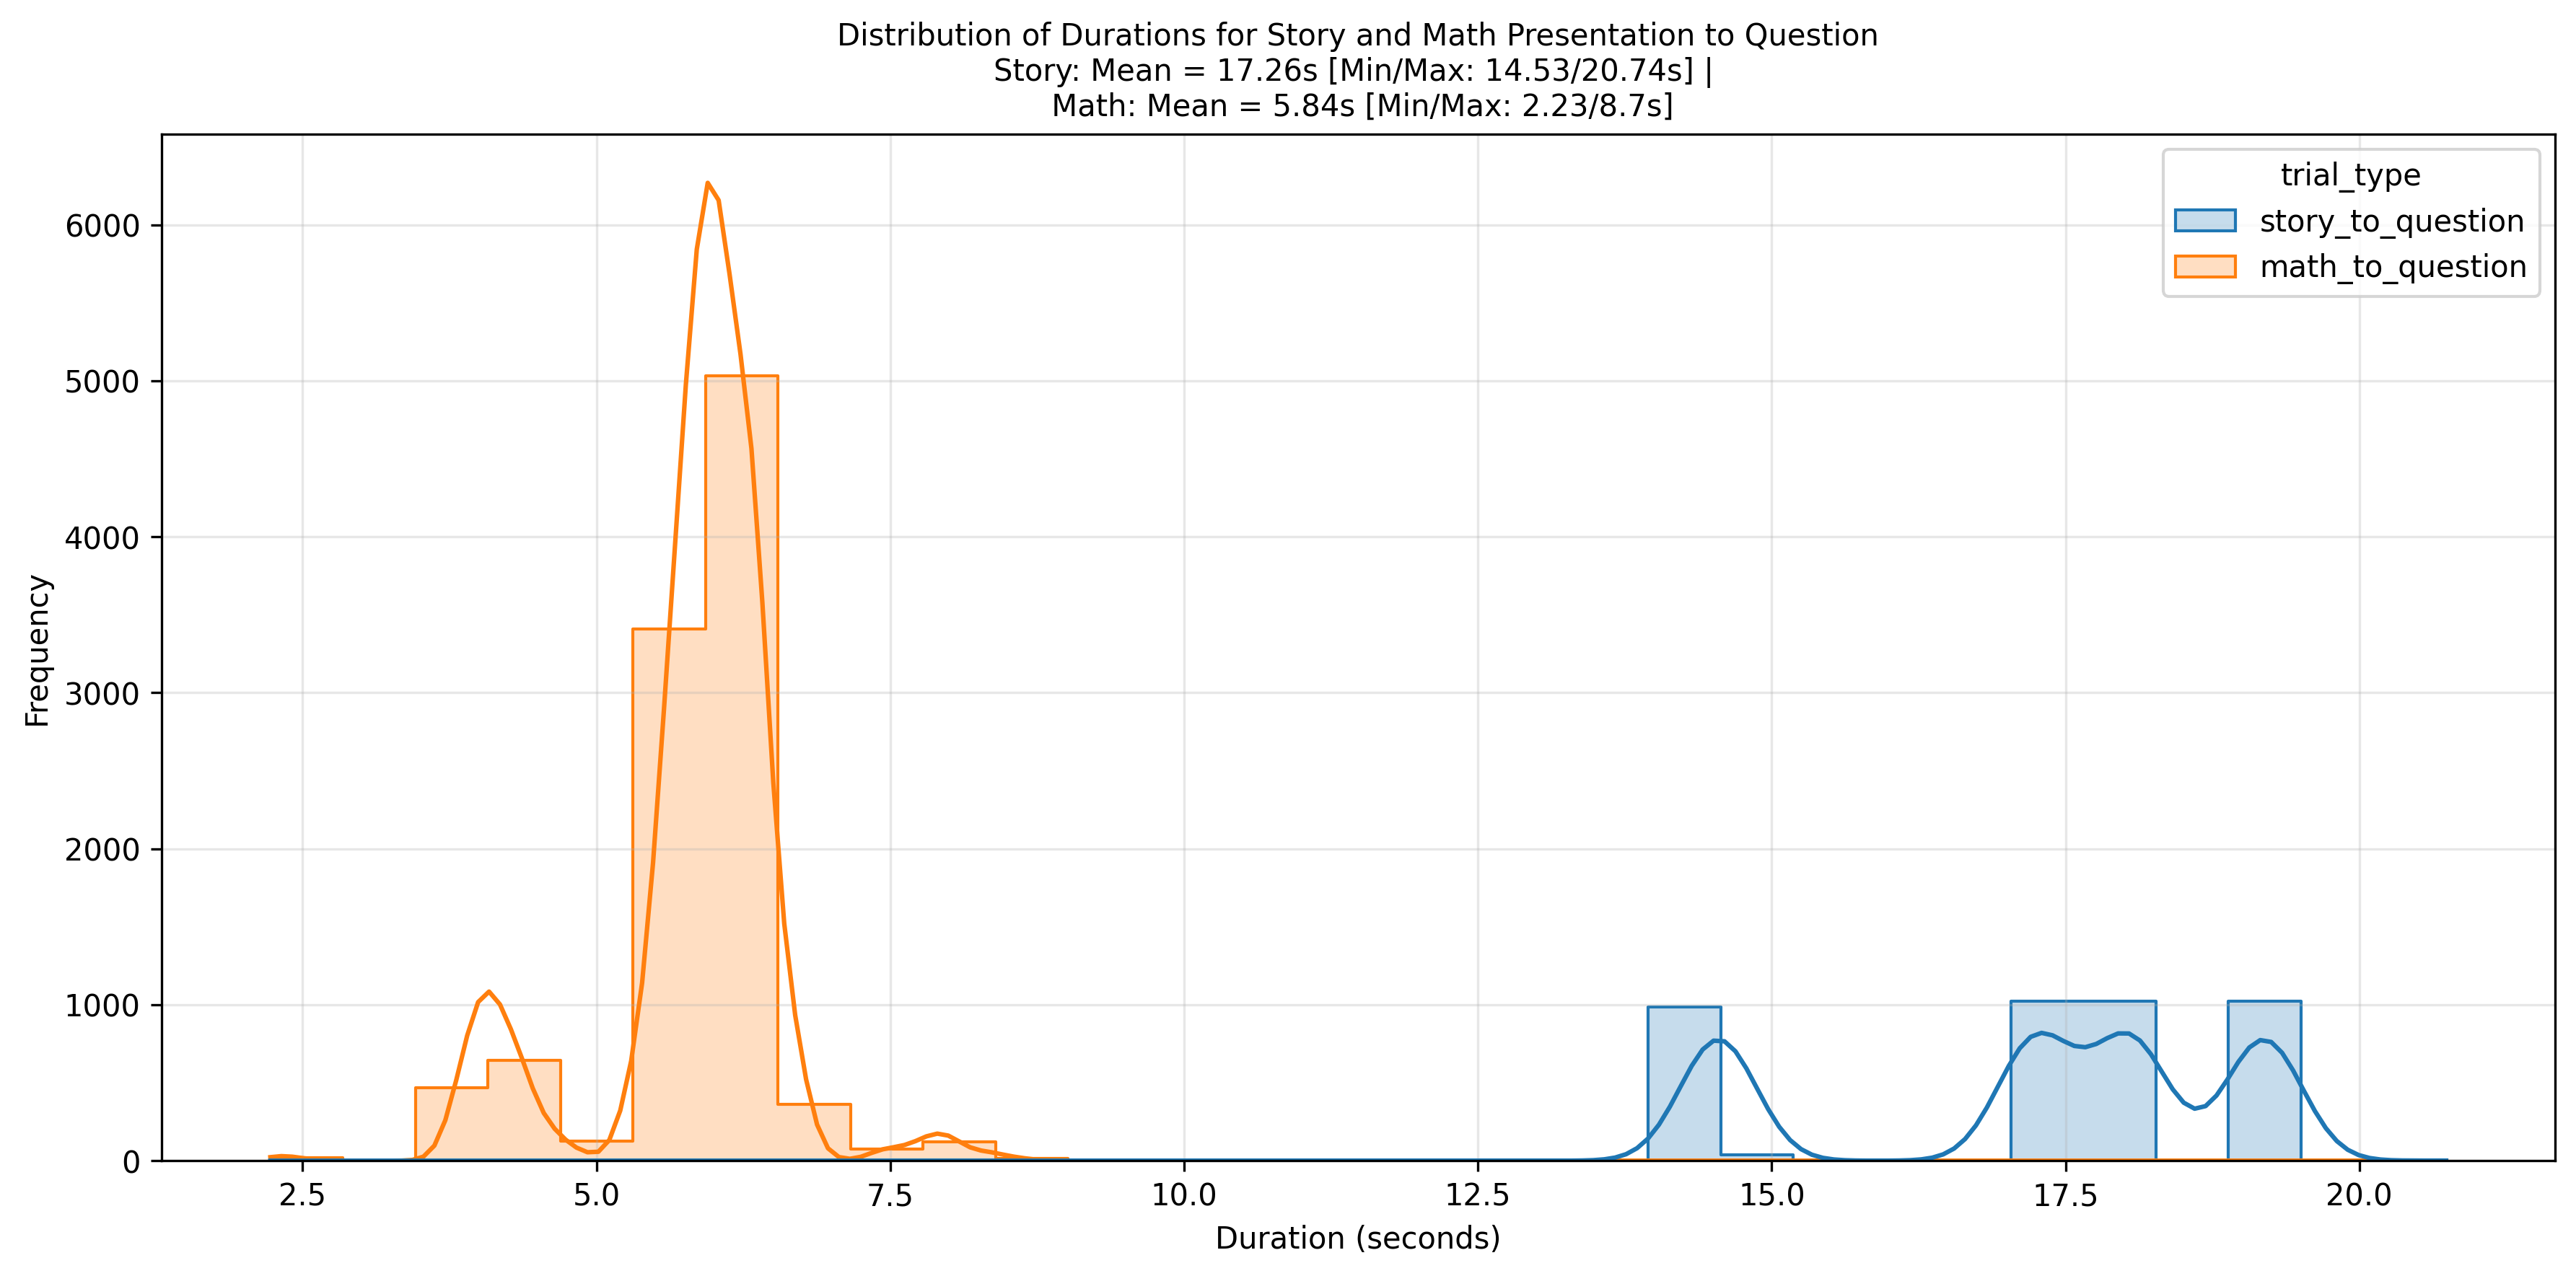 Distribution of Durations for Story and Math Presentation to Question
Story: Mean = 17.26s [Min/Max: 14.53/20.74s] |
Math: Mean = 5.84s [Min/Max: 2.23/8.7s]
trial_type
story_to_question
math_to_question
Frequency
6000
5000
4000
3000
2000
1000
0
2.5 5.0 7.5 10.0 12.5 15.0 17.5 20.0
Duration (seconds)